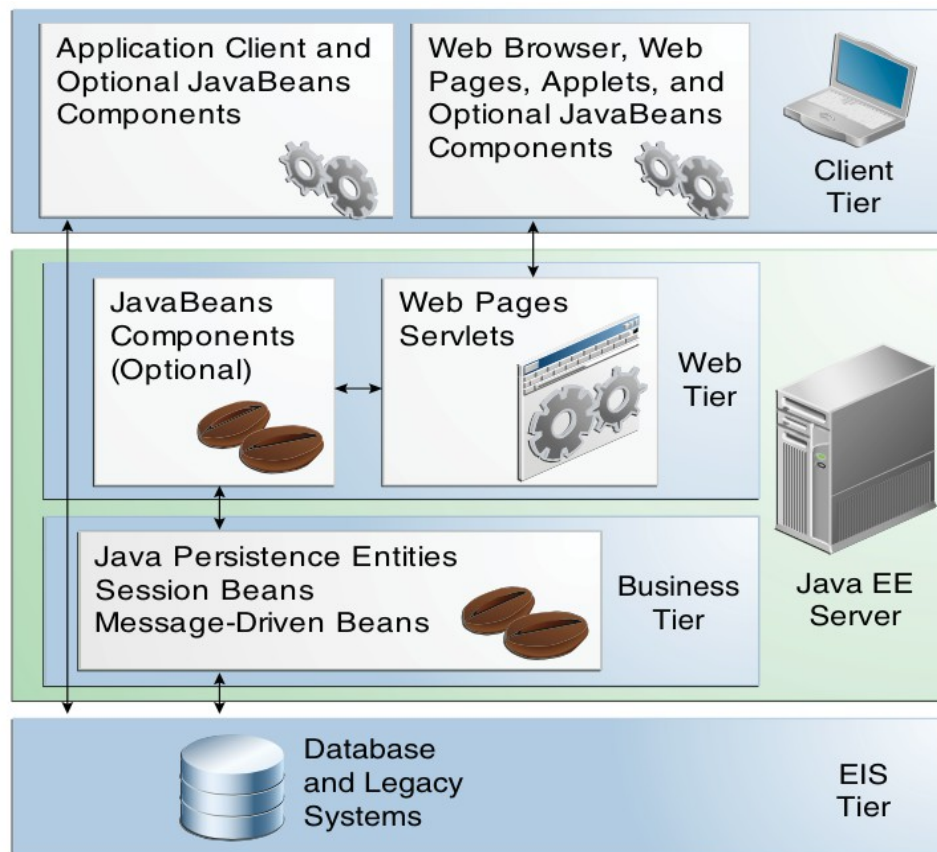 Application Client and
Optional JavaBeans
Components
Web Browser, Web
Pages, Applets, and
Optional JavaBeans
Components
Client
Tier
JavaBeans
Components
(Optional)
Web Pages
Servlets
Web
Tier
Java Persistence Entities
Session Beans
Message-Driven Beans
Business
Tier
Java EE
Server
Database
and Legacy
Systems
EIS
Tier